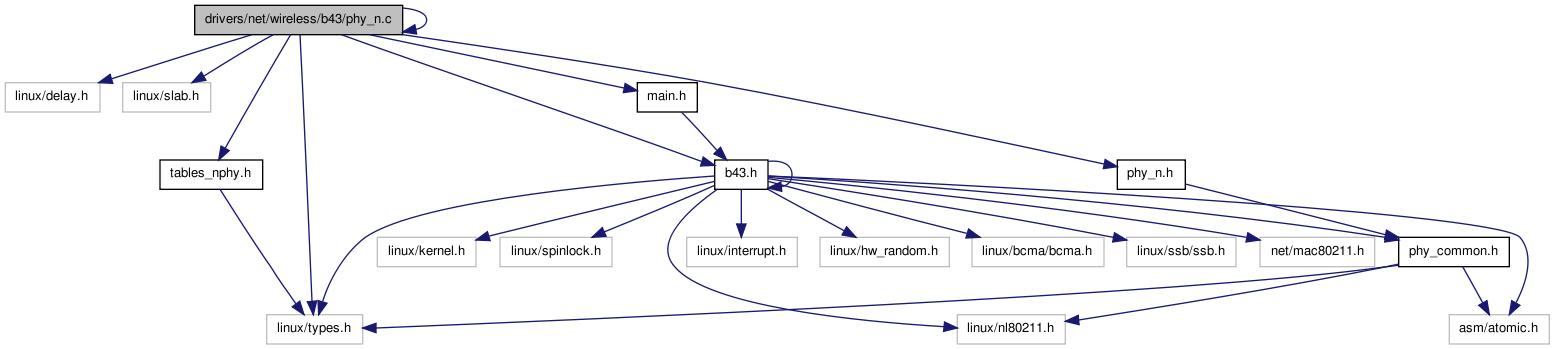 drivers/net/wireless/b43/phy_n.c
linux/delay.h
linux/slab.h
main.h
tables_nphy.h
b43.h
phy_n.h
linux/kernel.h
linux/spinlock.h
linux/interrupt.h
linux/hw_random.h
linux/bcma/bcma.h
linux/ssb/ssb.h
net/mac80211.h
phy_common.h
linux/types.h
linux/nl80211.h
asm/atomic.h